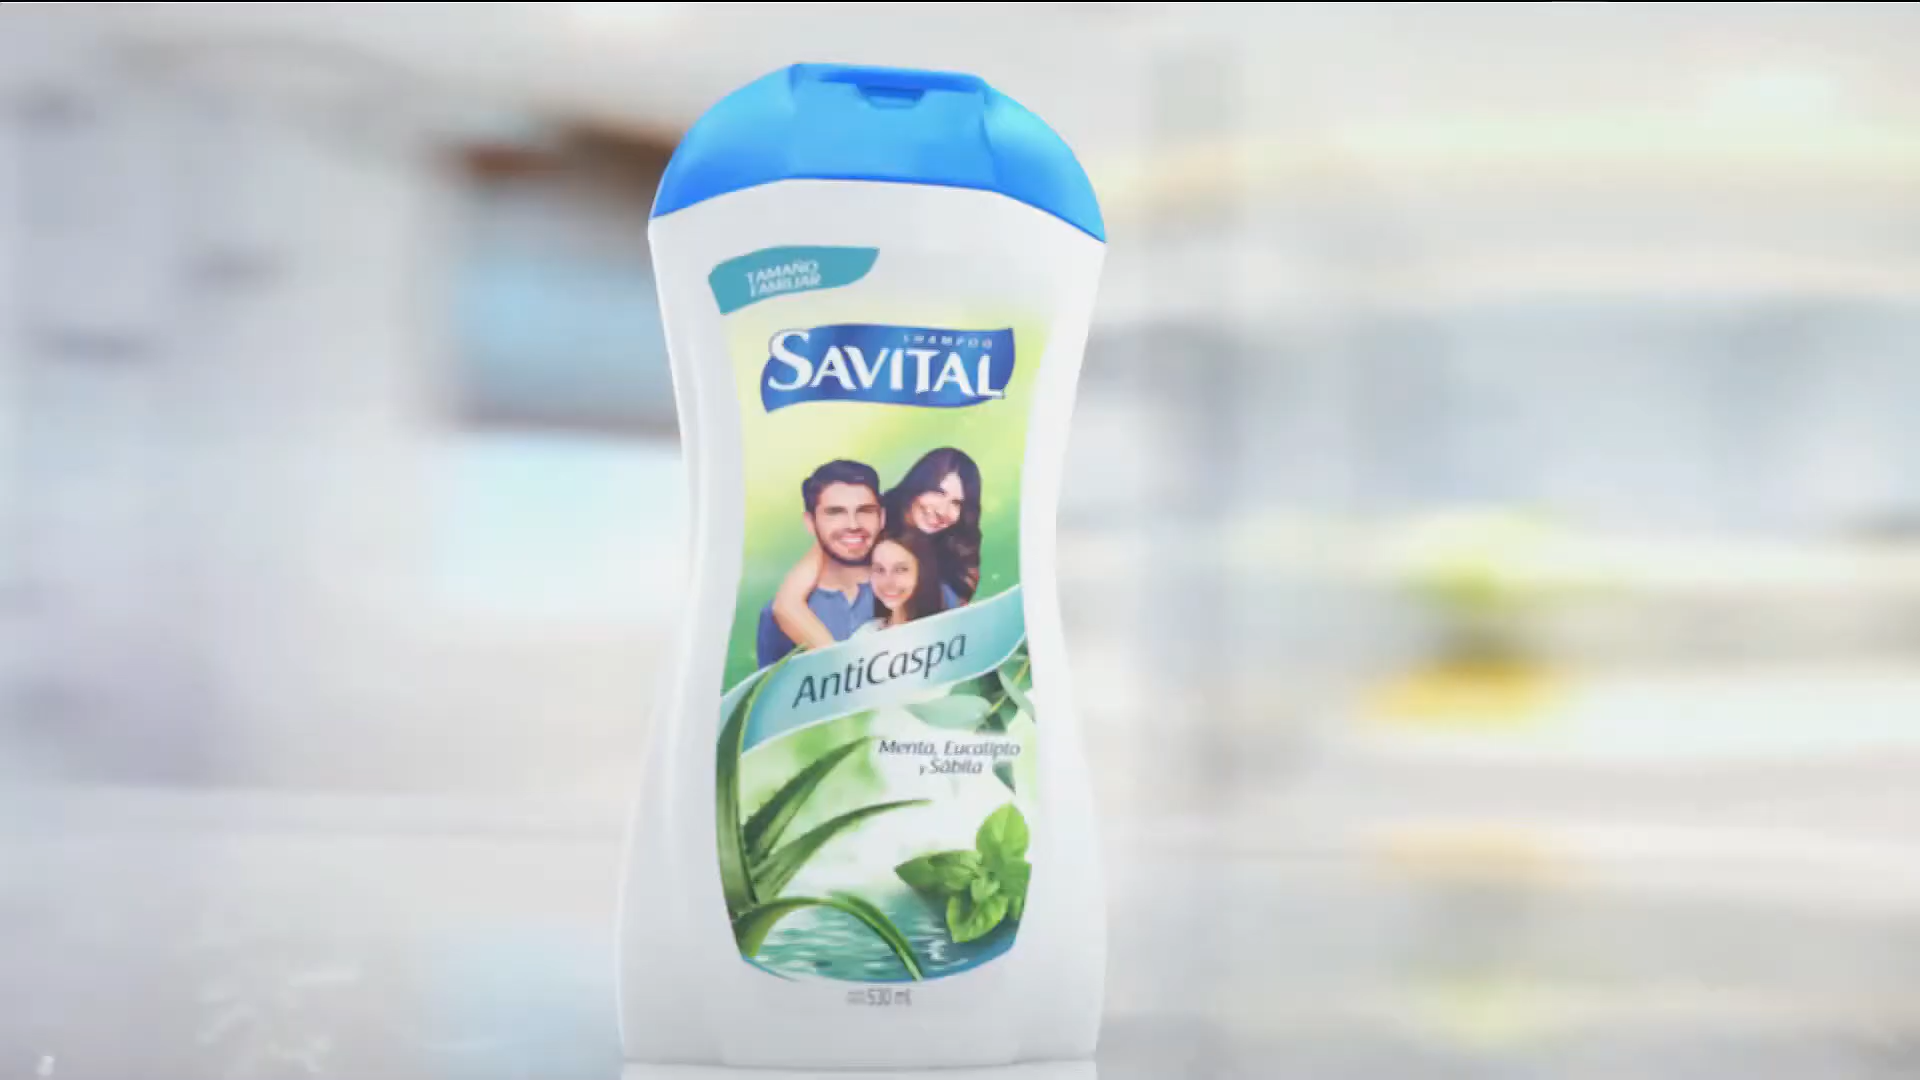 TAMAÑO
FAMILIAR
SHAMPOO
SAVITAL
AntiCaspa
Menta, Eucalipto
y Sábila
530 ml